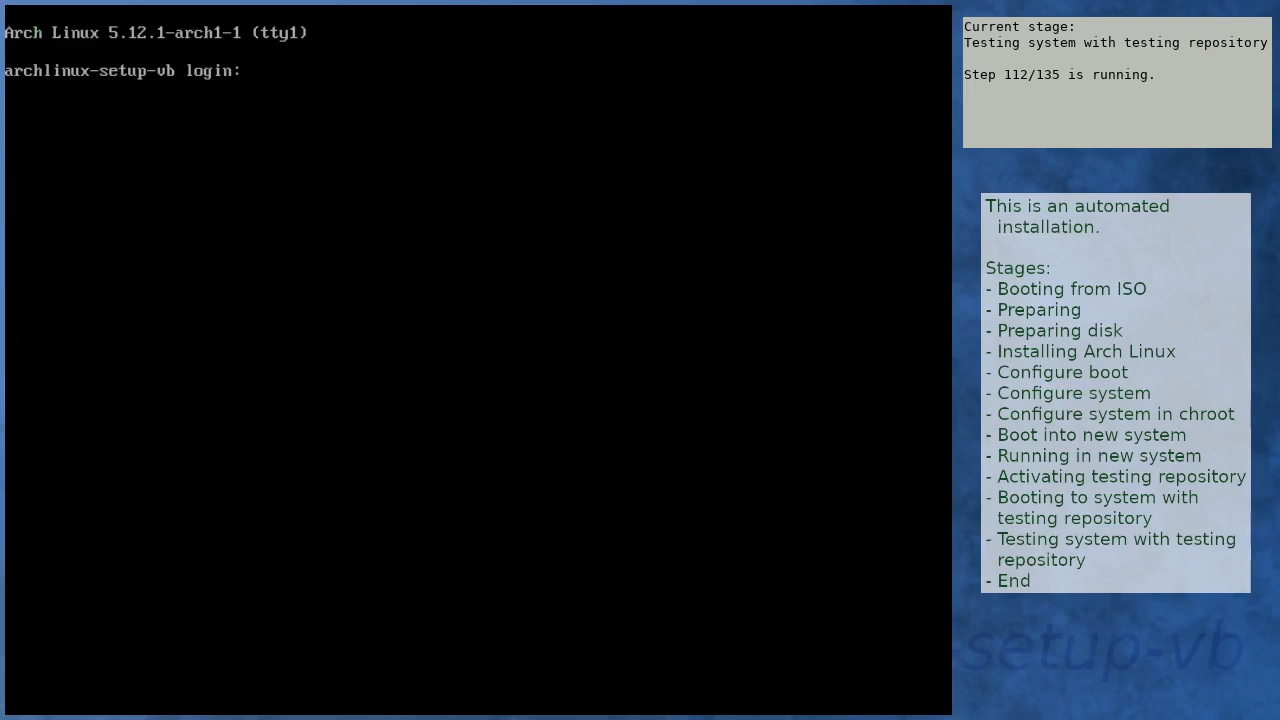 Arch Linux 5.12.1-arch1-1 (tty1)
archlinux-setup-vb login:
Current stage:
Testing system with testing repository
Step 112/135 is running.
This is an automated
installation.
Stages:
- Booting from ISO
- Preparing
- Preparing disk
- Installing Arch Linux
- Configure boot
- Configure system
- Configure system in chroot
- Boot into new system
- Running in new system
- Activating testing repository
- Booting to system with
testing repository
- Testing system with testing
repository
- End
setup-vb